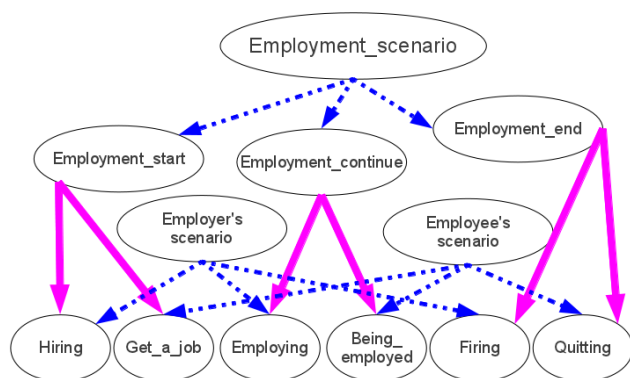 Employment_scenario
Employment_start
Employment_continue
Employment_end
Employer's
scenario
Employee's
scenario
Hiring
Get_a_job
Employing
Being_
employed
Firing
Quitting